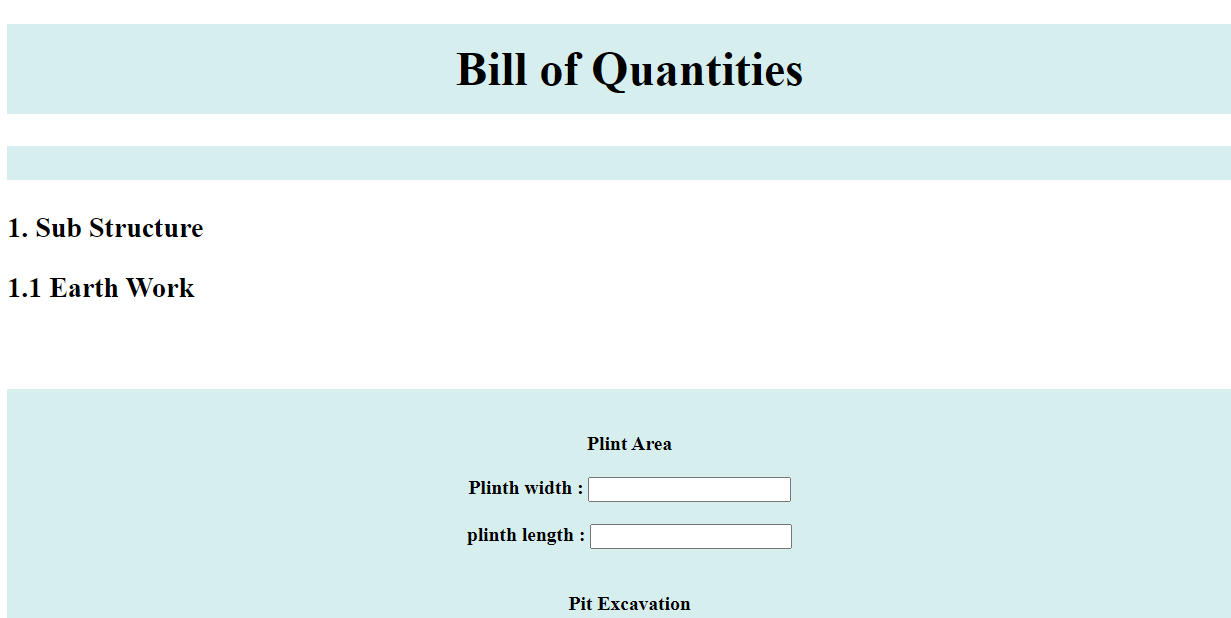 Bill of Quantities
1. Sub Structure
1.1 Earth Work
Plint Area
Plinth width :
plinth length :
Pit Excavation